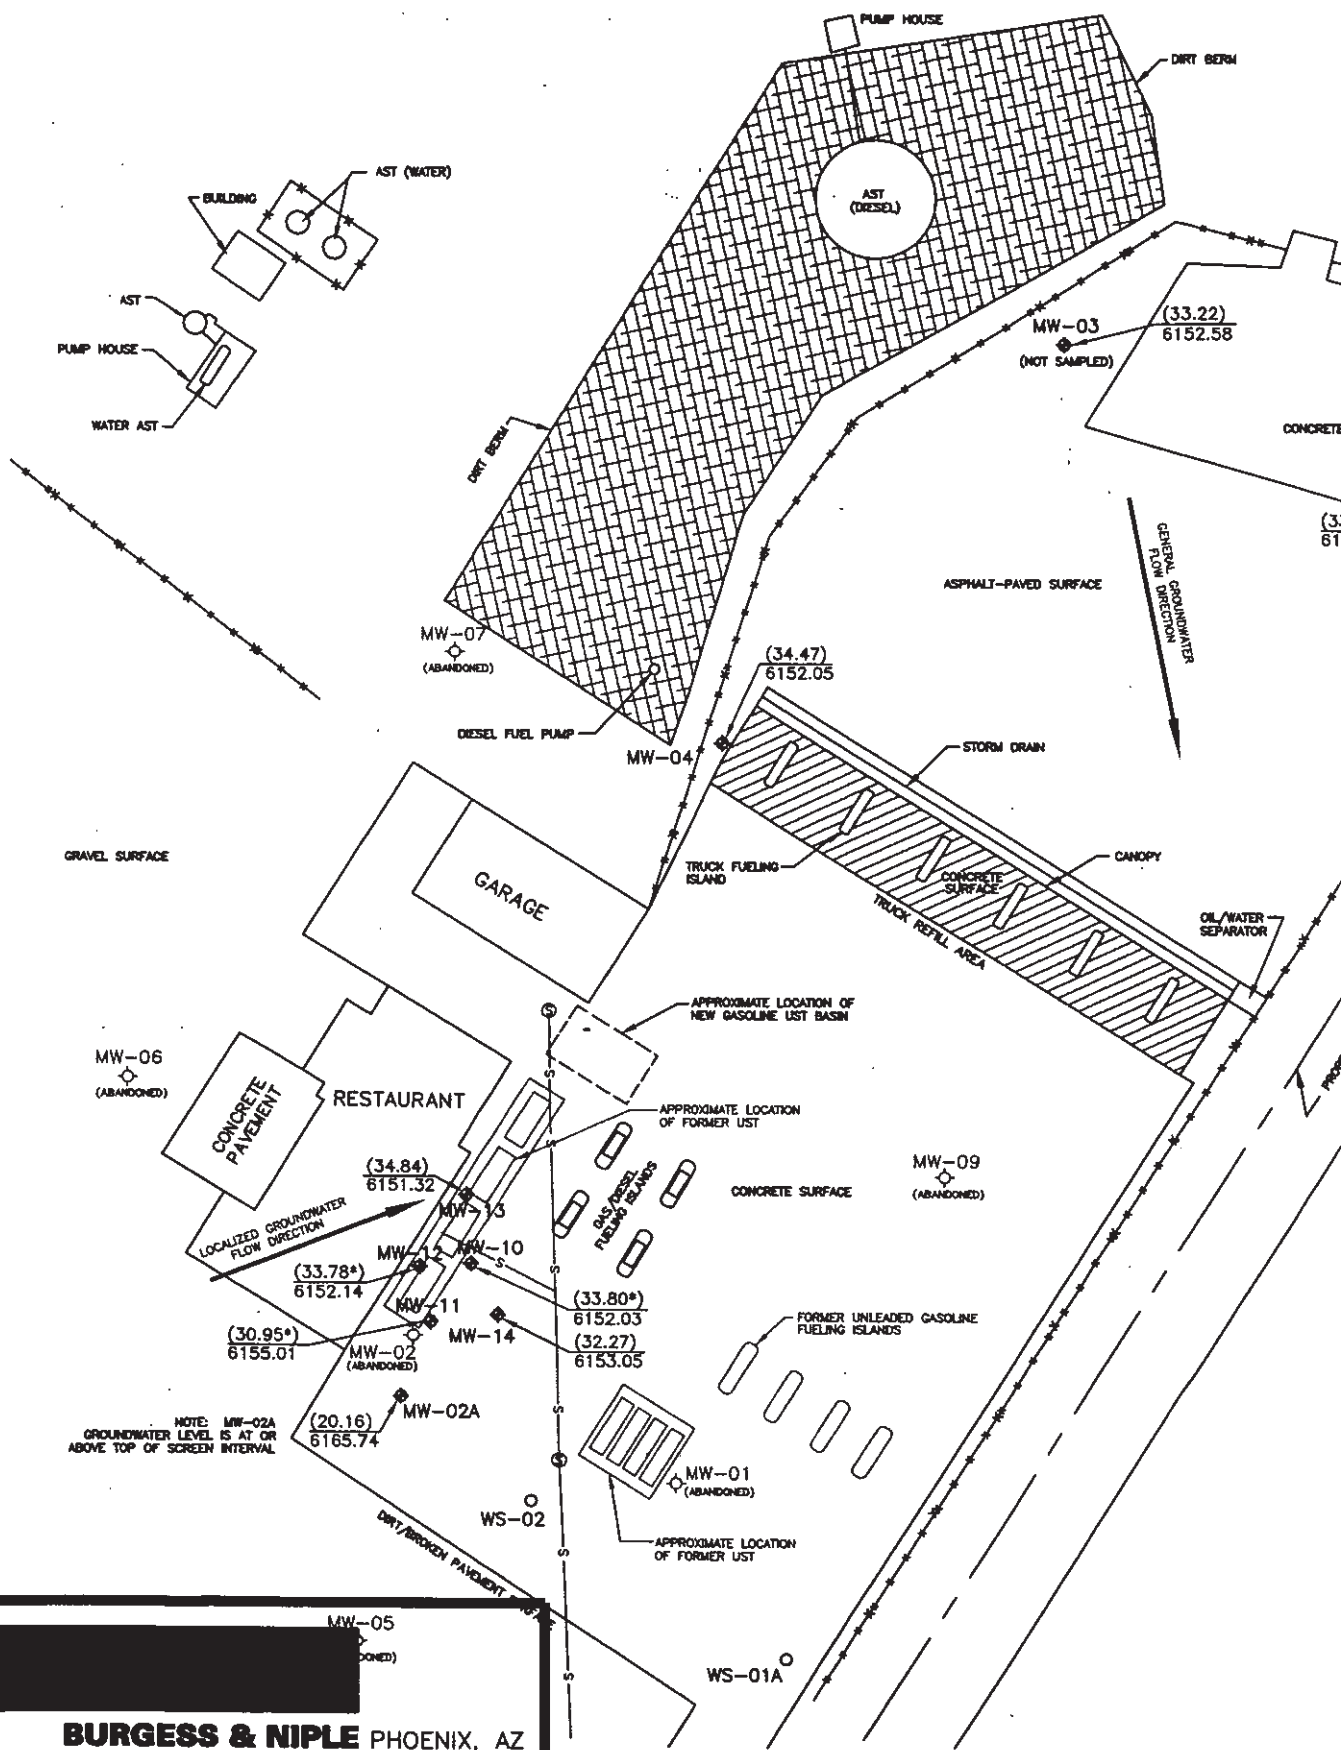 PUMP HOUSE
DIRT BERM
AST (WATER)
BUILDING
AST
(DIESEL)
AST
PUMP HOUSE
WATER AST
MW-03
(NOT SAMPLED)
(33.22)
6152.58
CONCRETE
DIRT BERM
GENERAL GROUNDWATER
FLOW DIRECTION
ASPHALT-PAVED SURFACE
MW-07
(ABANDONED)
(34.47)
6152.05
DIESEL FUEL PUMP
MW-04
STORM DRAIN
GRAVEL SURFACE
GARAGE
TRUCK FUELING
ISLAND
CONCRETE
SURFACE
CANOPY
TRUCK REFILL AREA
OIL/WATER
SEPARATOR
S
APPROXIMATE LOCATION OF
NEW GASOLINE UST BASIN
MW-06
(ABANDONED)
CONCRETE
PAVEMENT
RESTAURANT
S
APPROXIMATE LOCATION
OF FORMER UST
S
(34.84)
6151.32
MW-13
GAS/DIESEL
FUELING ISLANDS
CONCRETE SURFACE
MW-09
(ABANDONED)
LOCALIZED GROUNDWATER
FLOW DIRECTION
MW-12
MW-10
S
S
(33.78*)
6152.14
MW-11
(33.80*)
6152.03
(30.95*)
6155.01
MW-02
(ABANDONED)
MW-14
(32.27)
6153.05
FORMER UNLEADED GASOLINE
FUELING ISLANDS
NOTE: MW-02A
GROUNDWATER LEVEL IS AT OR
ABOVE TOP OF SCREEN INTERVAL
(20.16)
6165.74
MW-02A
S
S
MW-01
(ABANDONED)
WS-02
APPROXIMATE LOCATION
OF FORMER UST
S
DIRT/BROKEN PAVEMENT
MW-05
WS-01A
S
BURGESS & NIPLE PHOENIX, AZ